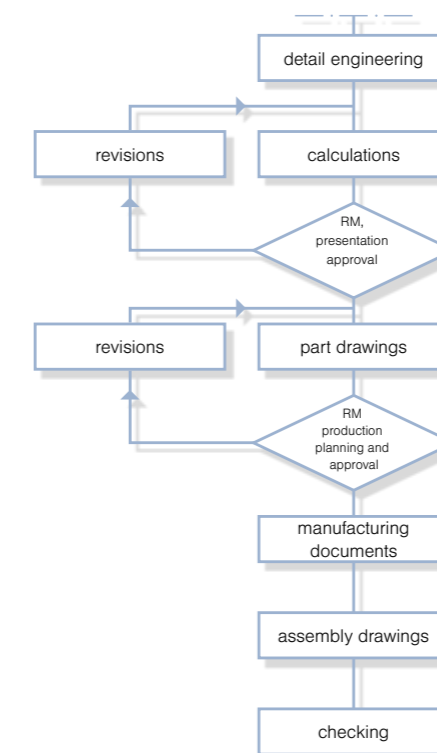 detail engineering
revisions
calculations
RM,
presentation
approval
revisions
part drawings
RM
production
planning and
approval
manufacturing
documents
assembly drawings
checking